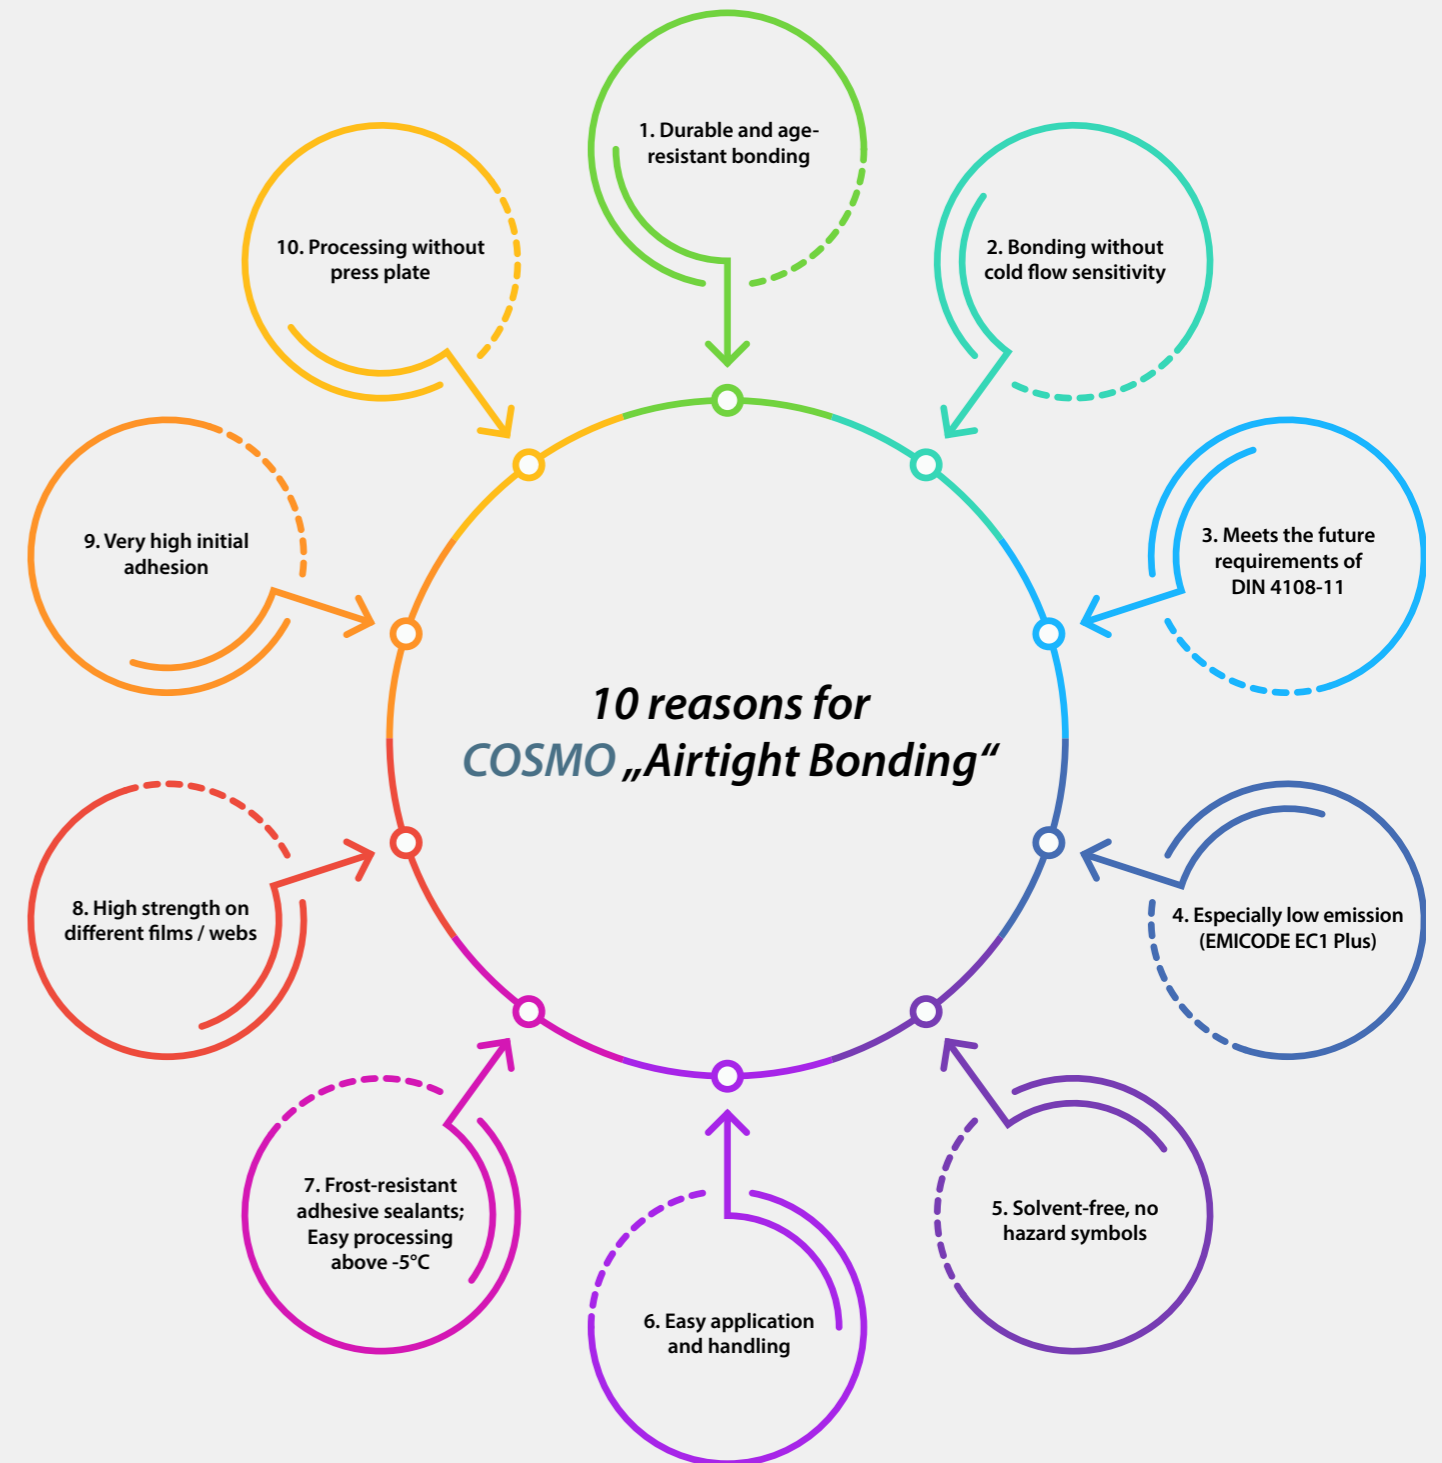 10 reasons for
COSMO „Airtight Bonding“
1. Durable and age-
resistant bonding
2. Bonding without
cold flow sensitivity
3. Meets the future
requirements of
DIN 4108-11
4. Especially low emission
(EMICODE EC1 Plus)
5. Solvent-free, no
hazard symbols
6. Easy application
and handling
7. Frost-resistant
adhesive sealants;
Easy processing
above -5°C
8. High strength on
different films / webs
9. Very high initial
adhesion
10. Processing without
press plate